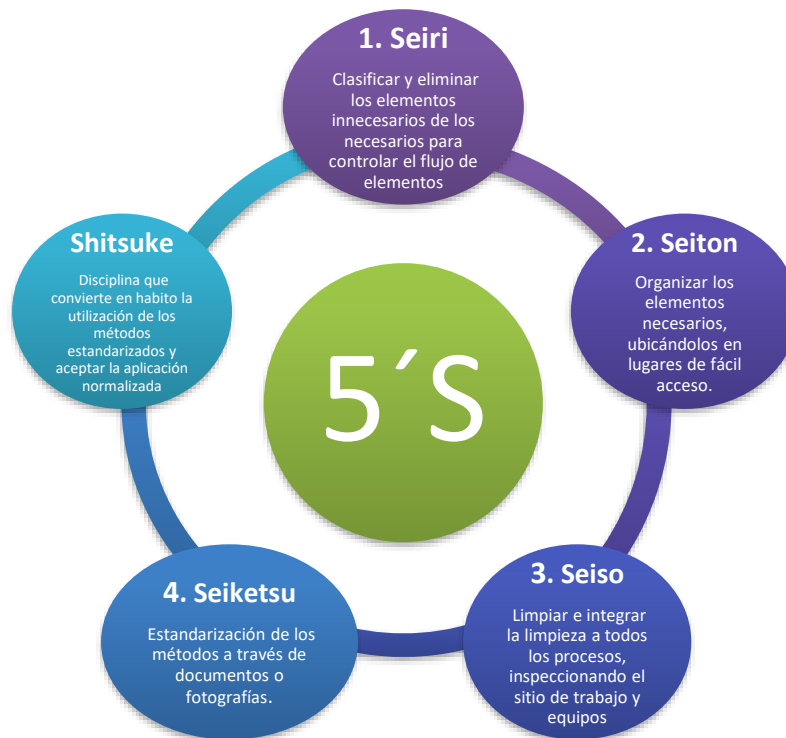 1. Seiri
Clasificar y eliminar
los elementos
innecesarios de los
necesarios para
controlar el flujo de
elementos
2. Seiton
Organizar los
elementos
necesarios,
ubicándolos en
lugares de fácil
acceso.
3. Seiso
Limpiar e integrar
la limpieza a todos
los procesos,
inspeccionando el
sitio de trabajo y
equipos
4. Seiketsu
Estandarización de los
métodos a través de
documentos o
fotografías.
Shitsuke
Disciplina que
convierte en habito la
utilización de los
métodos
estandarizados y
aceptar la aplicación
normalizada
5´S